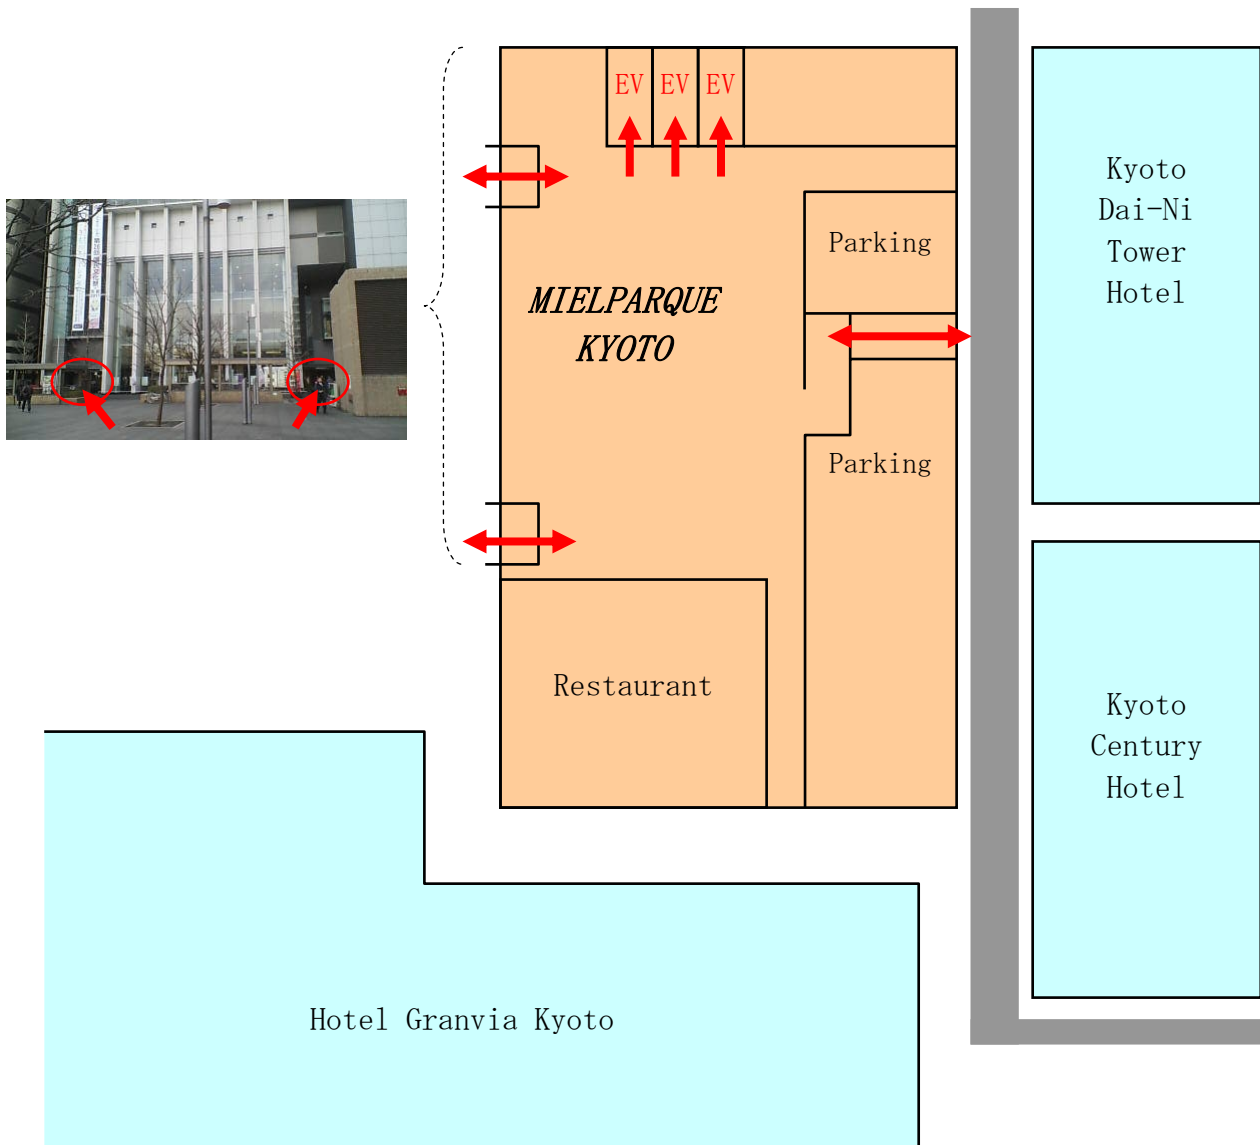 EV EV EV
Kyoto
Dai-Ni
Tower
Hotel
Parking
MIELPARQUE
KYOTO
Parking
Restaurant
Kyoto
Century
Hotel
Hotel Granvia Kyoto